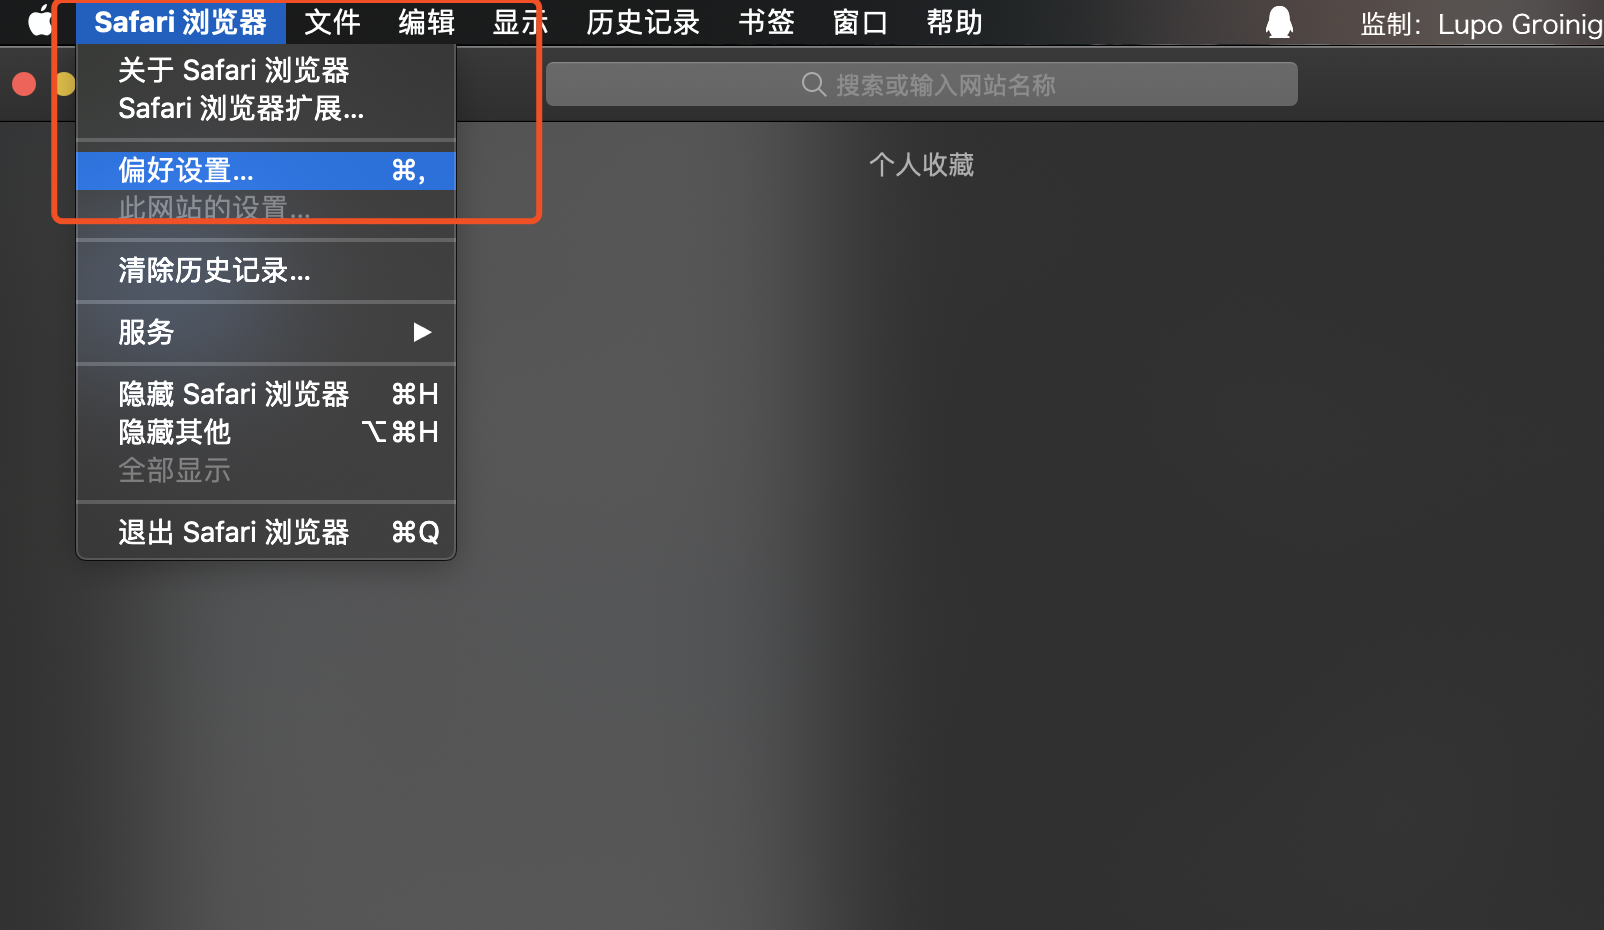 Safari 浏览器 文件 编辑 显示 历史记录 书签 窗口 帮助 监制：Lupo Groinig
搜索或输入网站名称
个人收藏
关于 Safari 浏览器
Safari 浏览器扩展...
偏好设置... ⌘,
此网站的设置...
清除历史记录...
服务 ▶
隐藏 Safari 浏览器 ⌘H
隐藏其他 ⌥⌘H
全部显示
退出 Safari 浏览器 ⌘Q